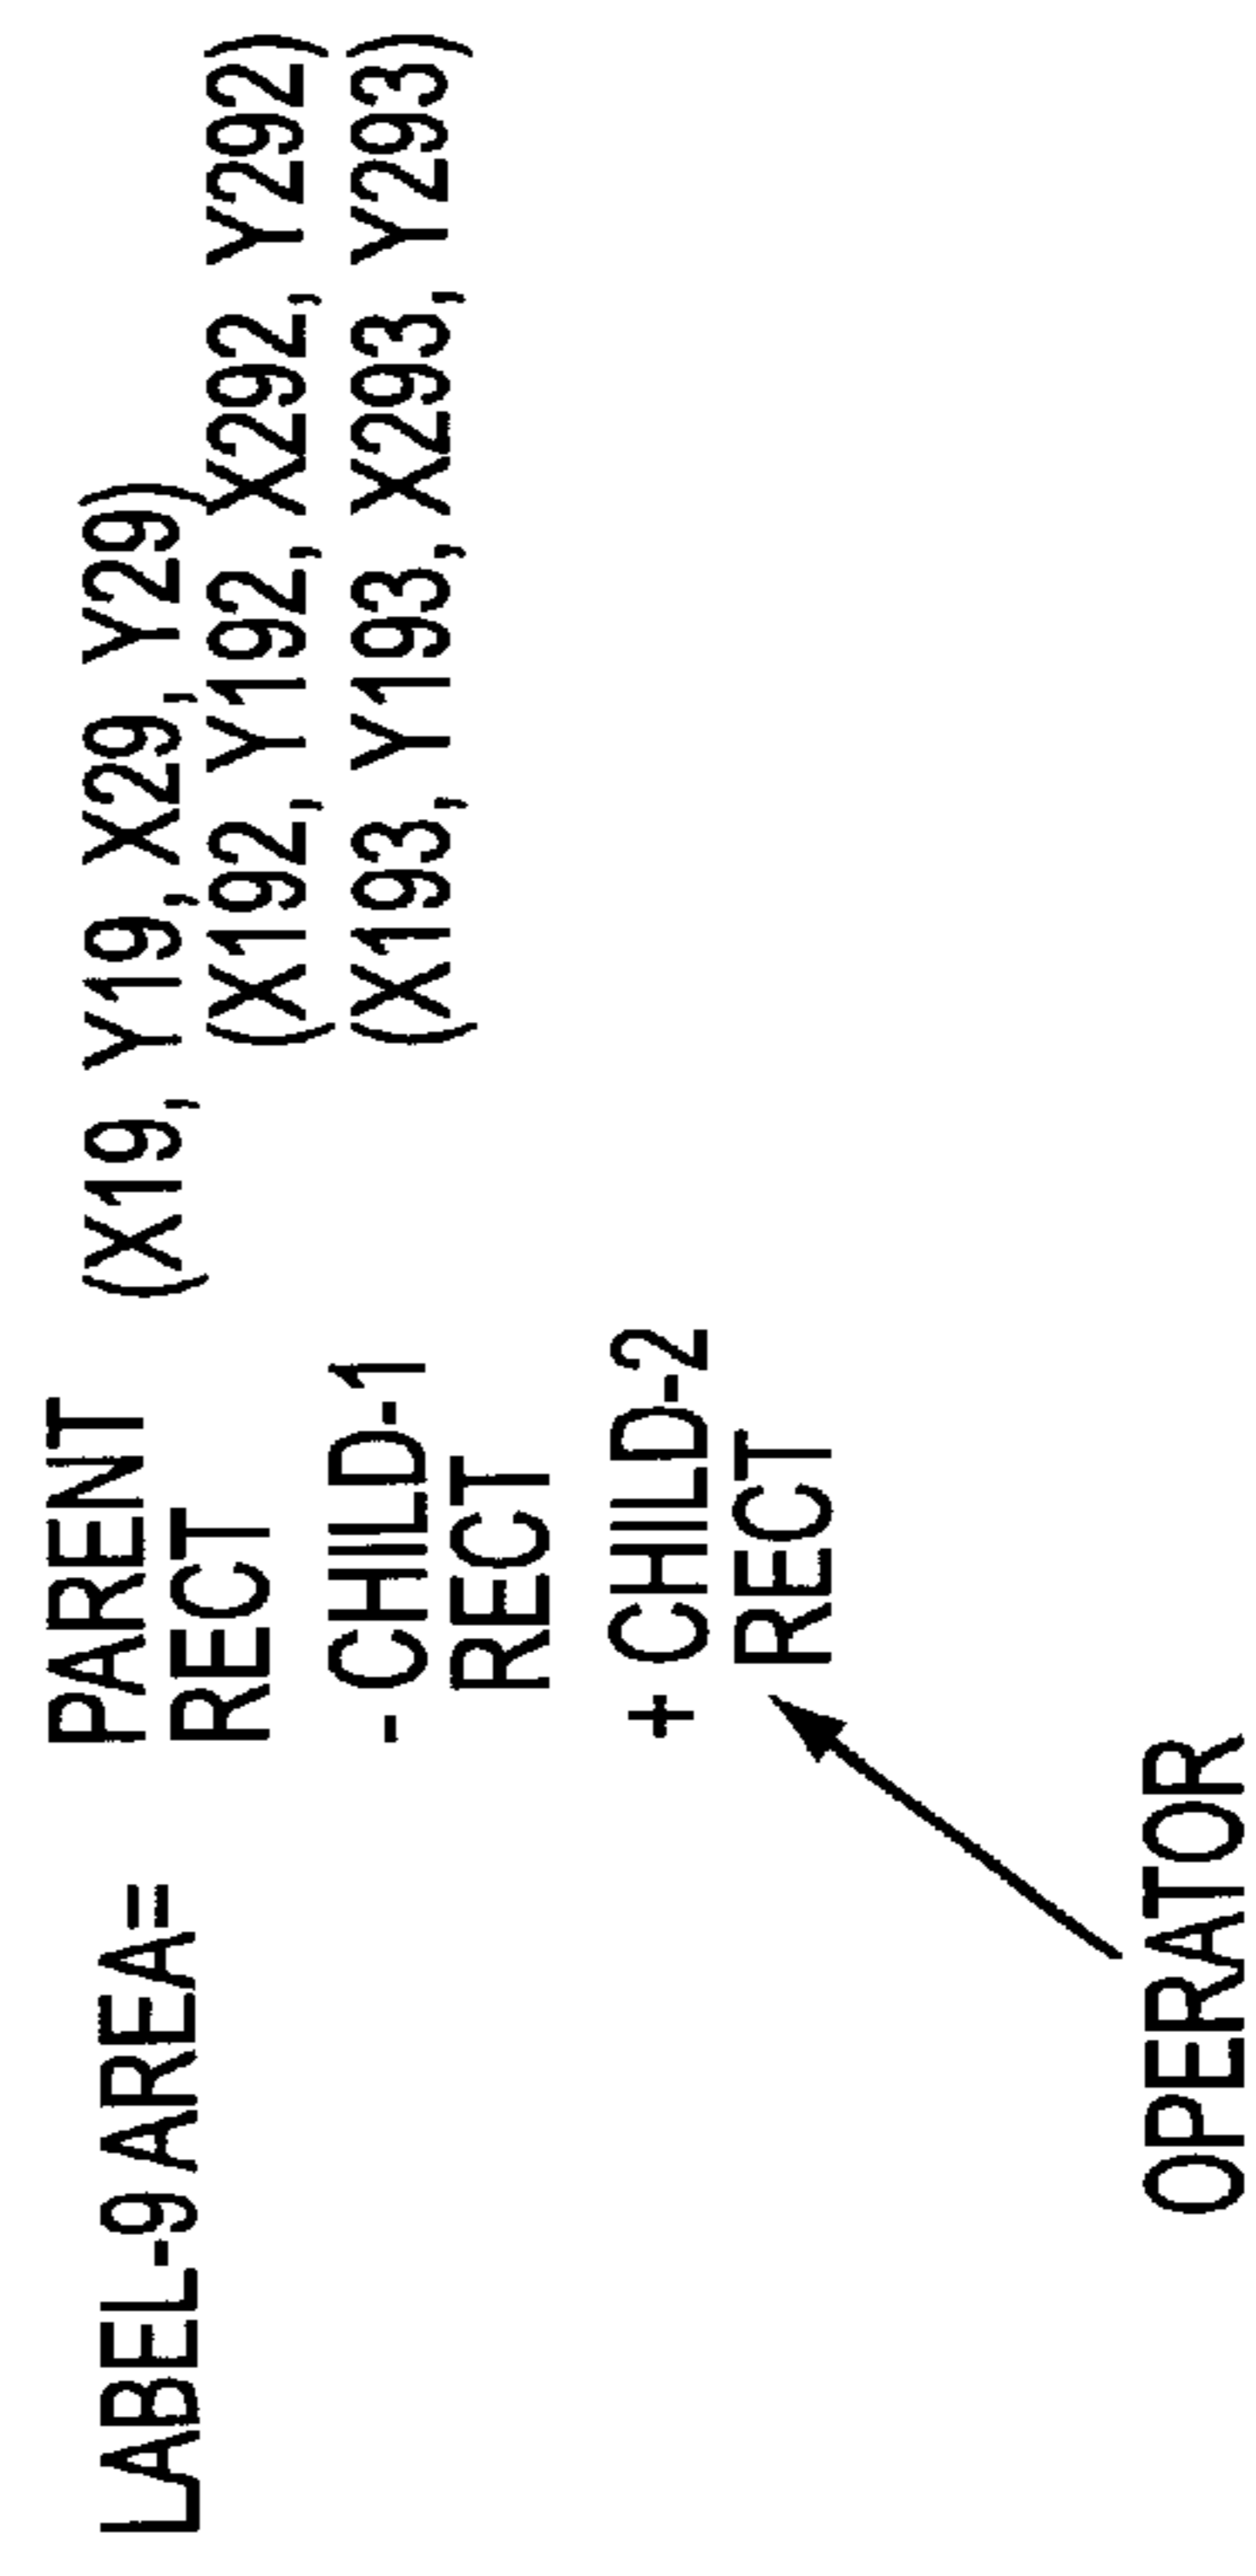 LABEL-9 AREA=
PARENT
RECT
(X19, Y19, X29, Y29)
- CHILD-1
RECT
(X192, Y192, X292, Y292)
+ CHILD-2
RECT
(X193, Y193, X293, Y293)
OPERATOR